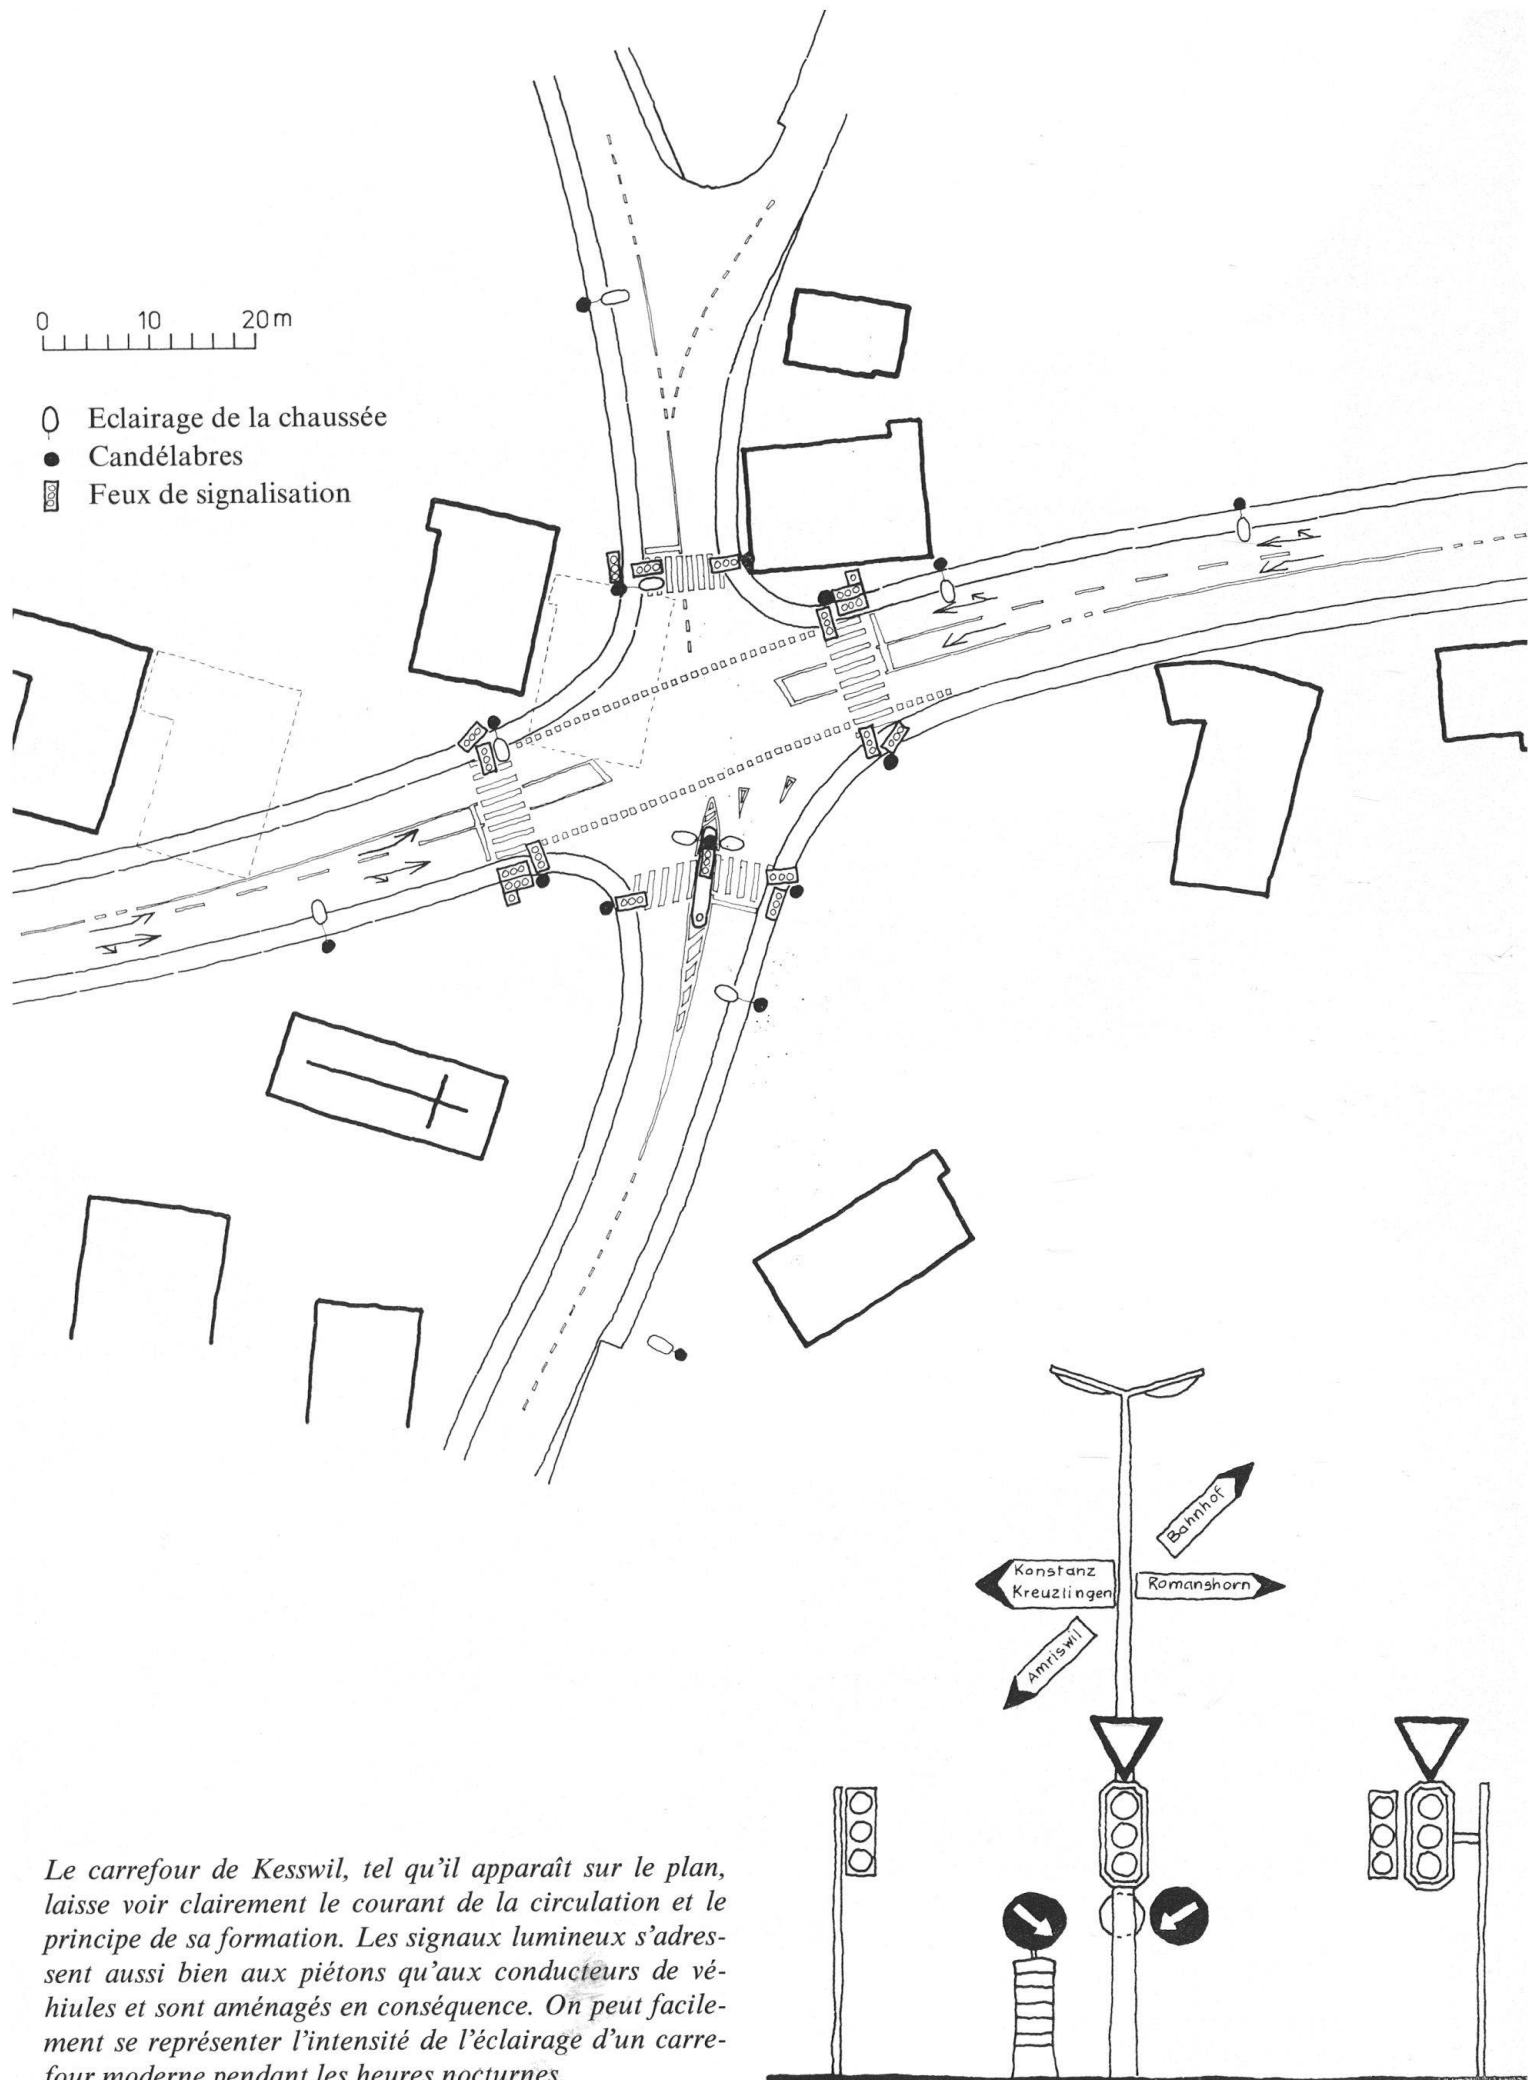 0 10 20 m
Eclairage de la chaussée
Candélabres
Feux de signalisation
Bahnhof
Konstanz
Kreuzlingen
Romanshorn
Amriswil
Le carrefour de Kesswil, tel qu'il apparaît sur le plan,
laisse voir clairement le courant de la circulation et le
principe de sa formation. Les signaux lumineux s'adres-
sent aussi bien aux piétons qu'aux conducteurs de vé-
hiules et sont aménagés en conséquence. On peut facile-
ment se représenter l'intensité de l'éclairage d'un carre-
four moderne pendant les heures nocturnes.